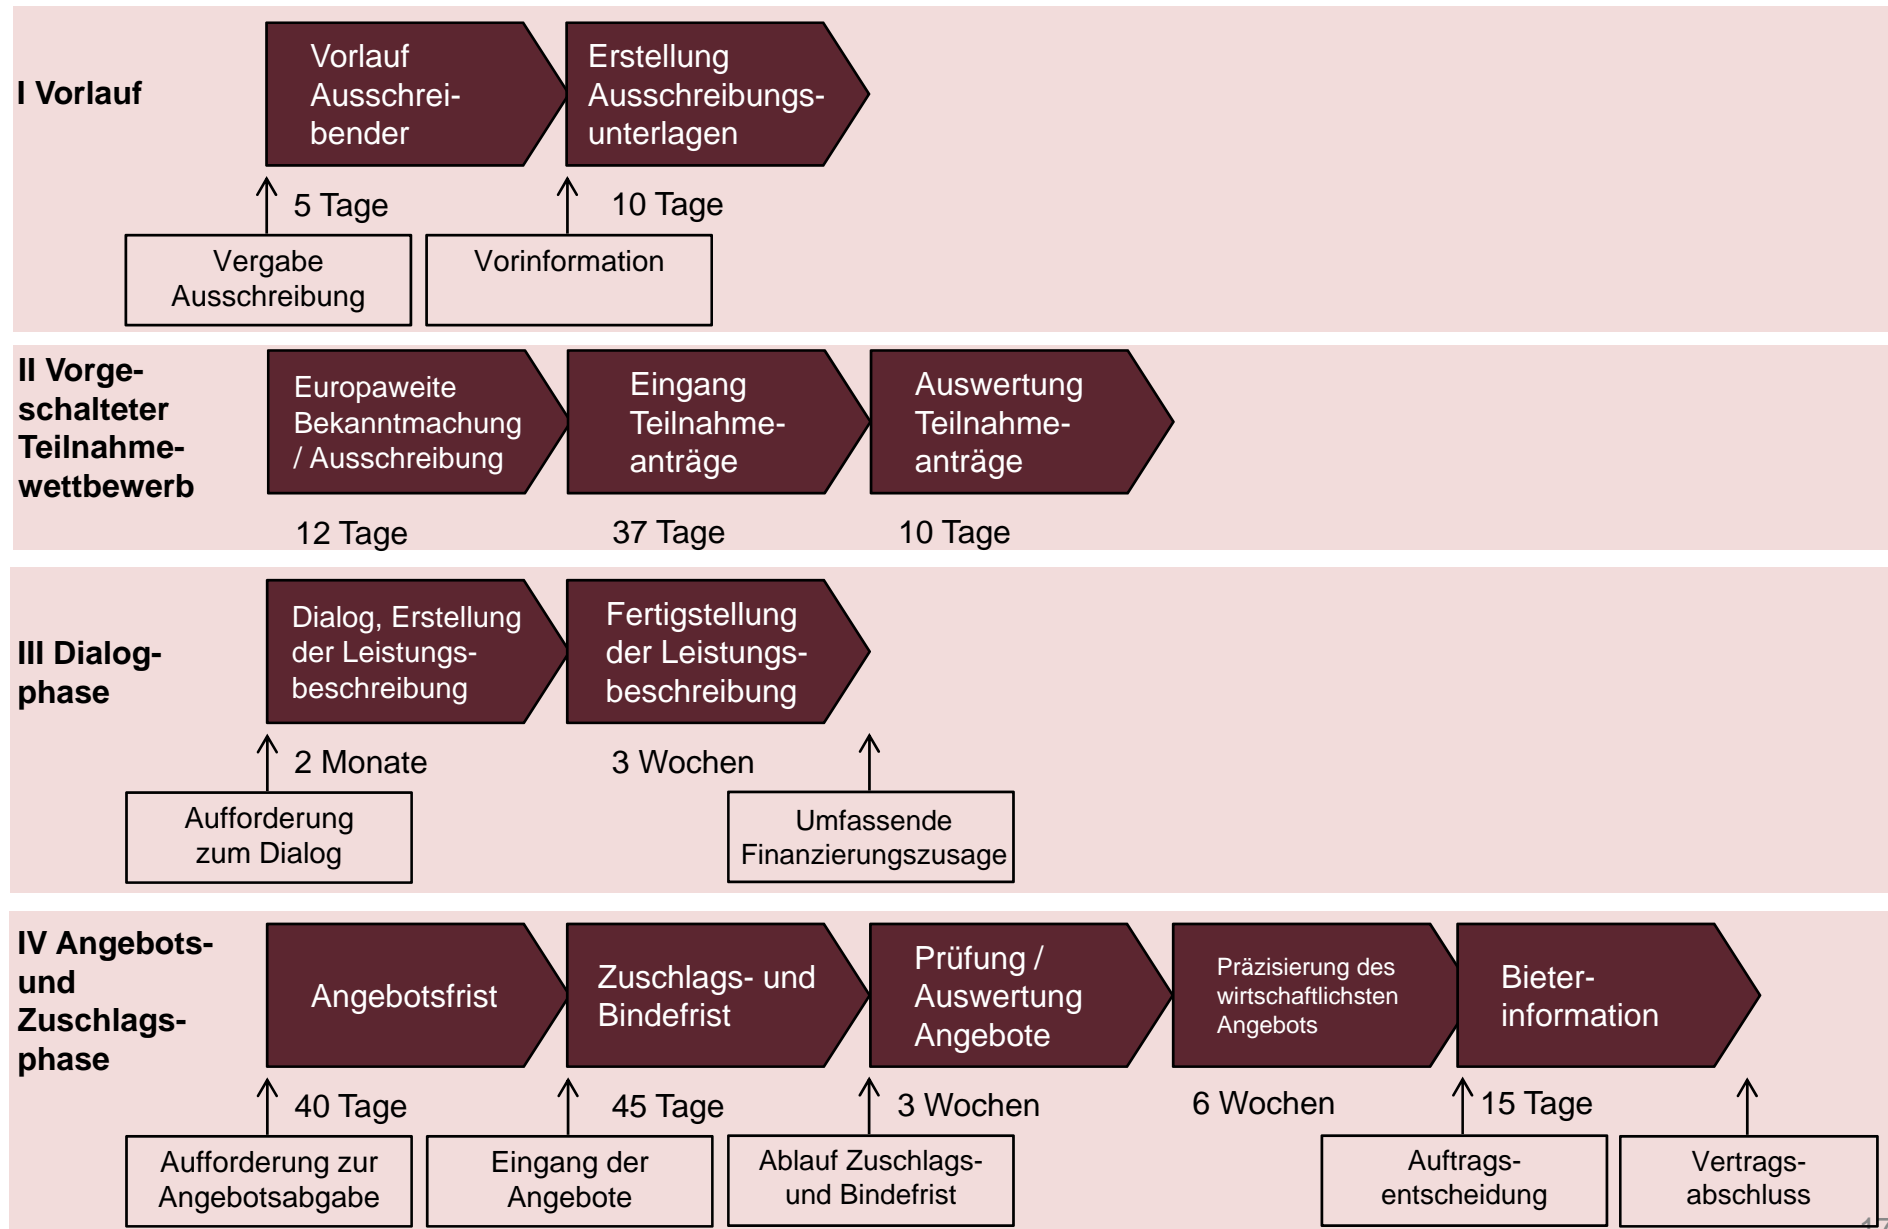 I Vorlauf
Vorlauf
Ausschrei-
bender
Erstellung
Ausschreibungs-
unterlagen
5 Tage
10 Tage
Vergabe
Ausschreibung
Vorinformation
II Vorge-
schalteter
Teilnahme-
wettbewerb
Europaweite
Bekanntmachung
/ Ausschreibung
Eingang
Teilnahme-
anträge
Auswertung
Teilnahme-
anträge
12 Tage
37 Tage
10 Tage
III Dialog-
phase
Dialog, Erstellung
der Leistungs-
beschreibung
Fertigstellung
der Leistungs-
beschreibung
2 Monate
3 Wochen
Aufforderung
zum Dialog
Umfassende
Finanzierungszusage
IV Angebots-
und
Zuschlags-
phase
Angebotsfrist
Zuschlags- und
Bindefrist
Prüfung /
Auswertung
Angebote
Präzisierung des
wirtschaftlichsten
Angebots
Bieter-
information
40 Tage
45 Tage
3 Wochen
6 Wochen
15 Tage
Aufforderung zur
Angebotsabgabe
Eingang der
Angebote
Ablauf Zuschlags-
und Bindefrist
Auftrags-
entscheidung
Vertrags-
abschluss